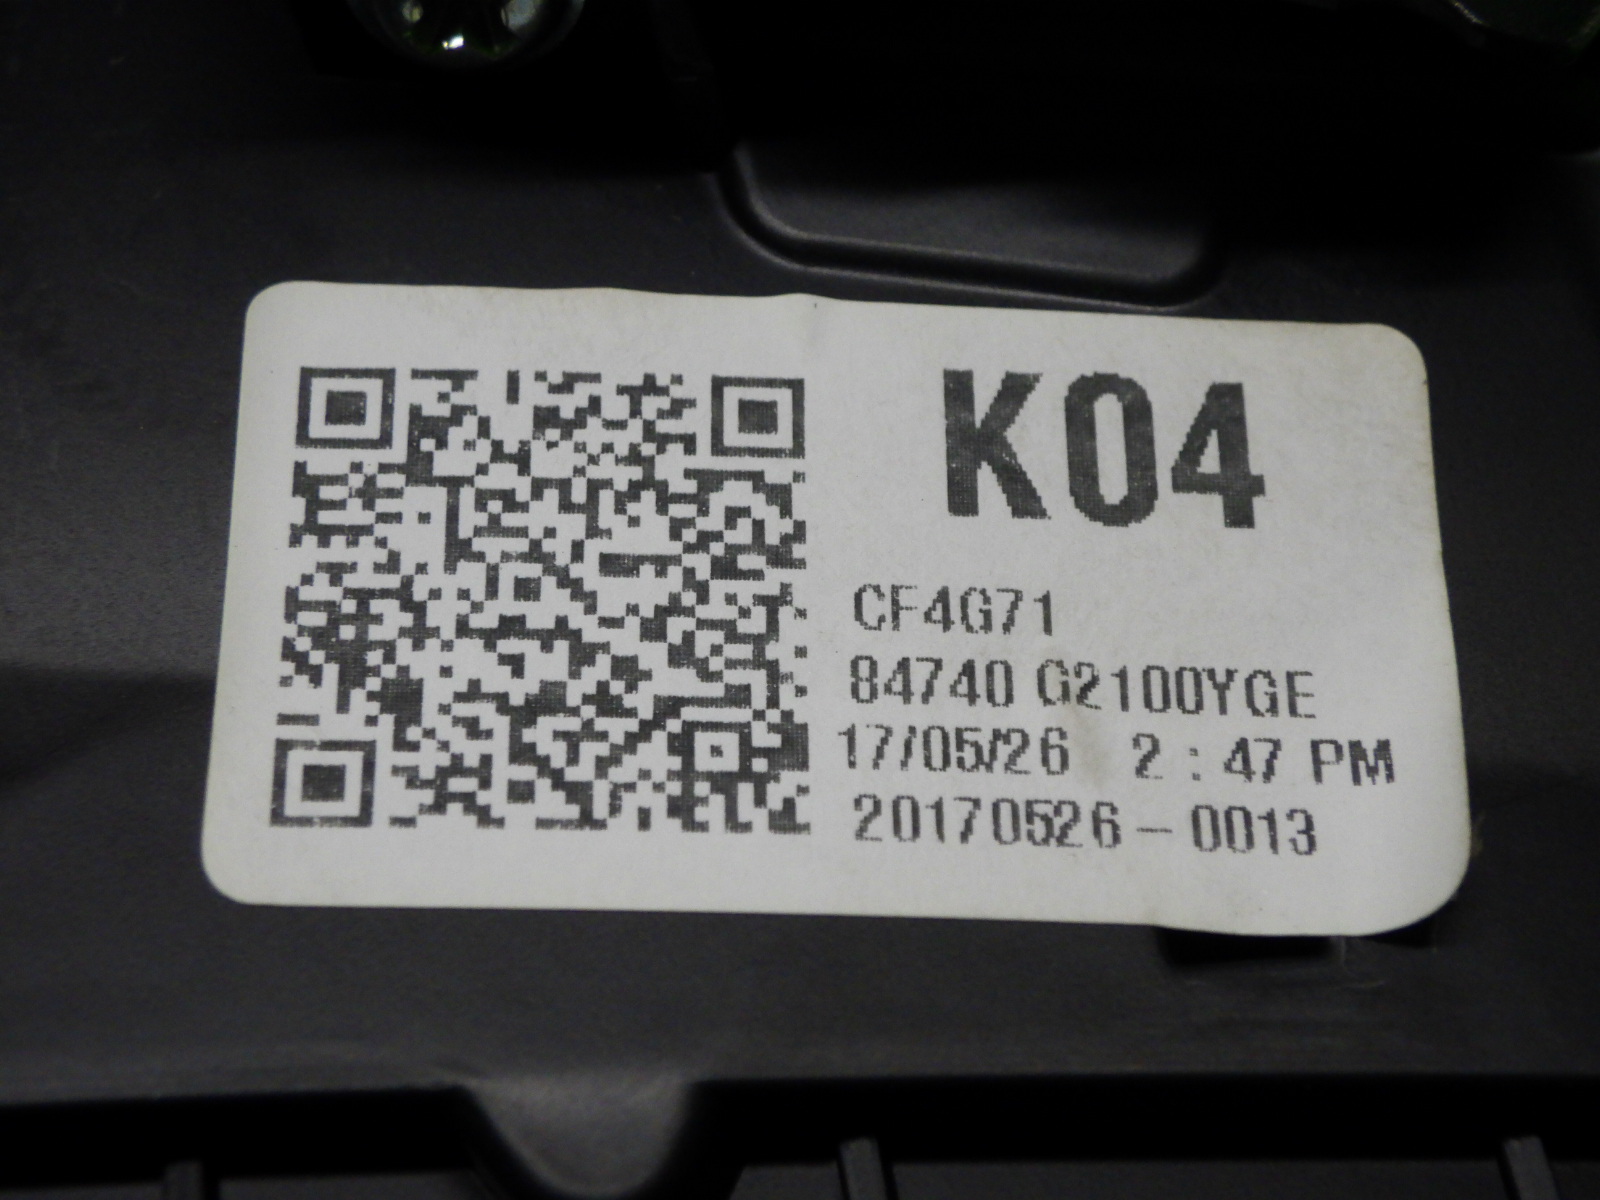 K04
CF4G71
84740 G2100YGE
17/05/26 2 : 47 PM
20170526-0013